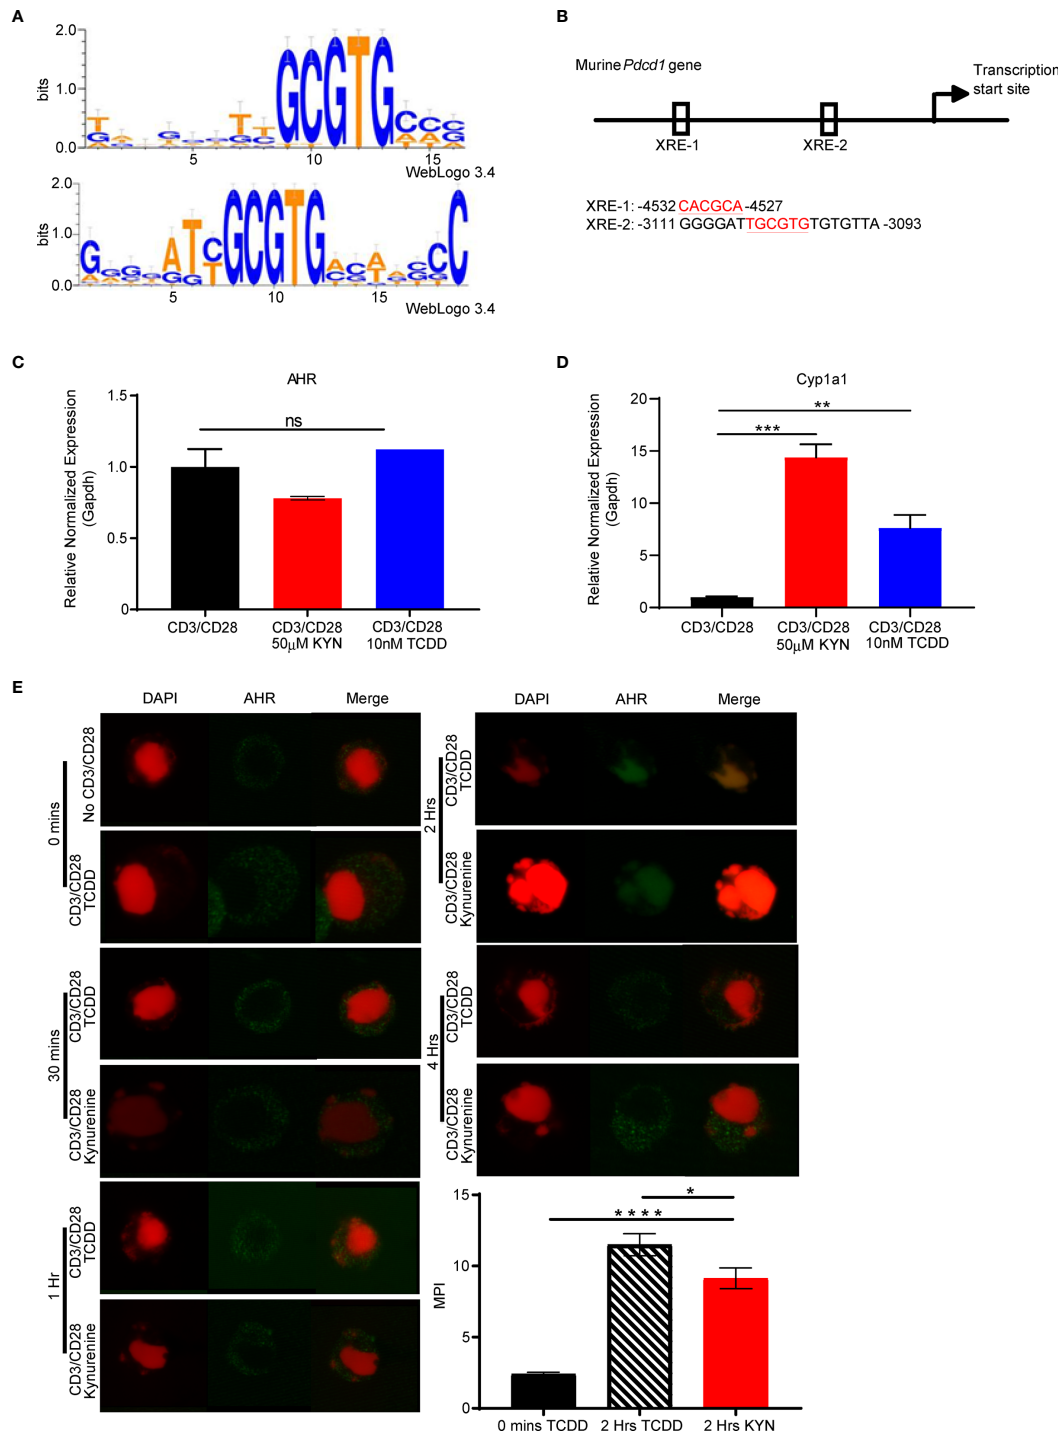 A
2.0
1.0
0.0
bits
GCGTG
5
10
15
WebLogo 3.4
2.0
1.0
0.0
bits
GCGTG
5
10
15
WebLogo 3.4
B
Murine Pdcd1 gene
Transcription
start site
XRE-1
XRE-2
XRE-1: -4532 CACGCA -4527
XRE-2: -3111 GGGGATTGCGTGTGTGTTA -3093
C
AHR
Relative Normalized Expression
(Gapdh)
1.5
1.0
0.5
0
ns
CD3/CD28
CD3/CD28
50µM KYN
CD3/CD28
10nM TCDD
D
Cyp1a1
Relative Normalized Expression
(Gapdh)
20
15
10
5
0
**
***
CD3/CD28
CD3/CD28
50µM KYN
CD3/CD28
10nM TCDD
E
DAPI
AHR
Merge
0 mins
No CD3/CD28
CD3/CD28
TCDD
30 mins
CD3/CD28
TCDD
CD3/CD28
Kynurenine
1 Hr
CD3/CD28
TCDD
CD3/CD28
Kynurenine
DAPI
AHR
Merge
2 Hrs
CD3/CD28
TCDD
CD3/CD28
Kynurenine
4 Hrs
CD3/CD28
TCDD
CD3/CD28
Kynurenine
MPI
15
10
5
0
*
****
0 mins TCDD
2 Hrs TCDD
2 Hrs KYN